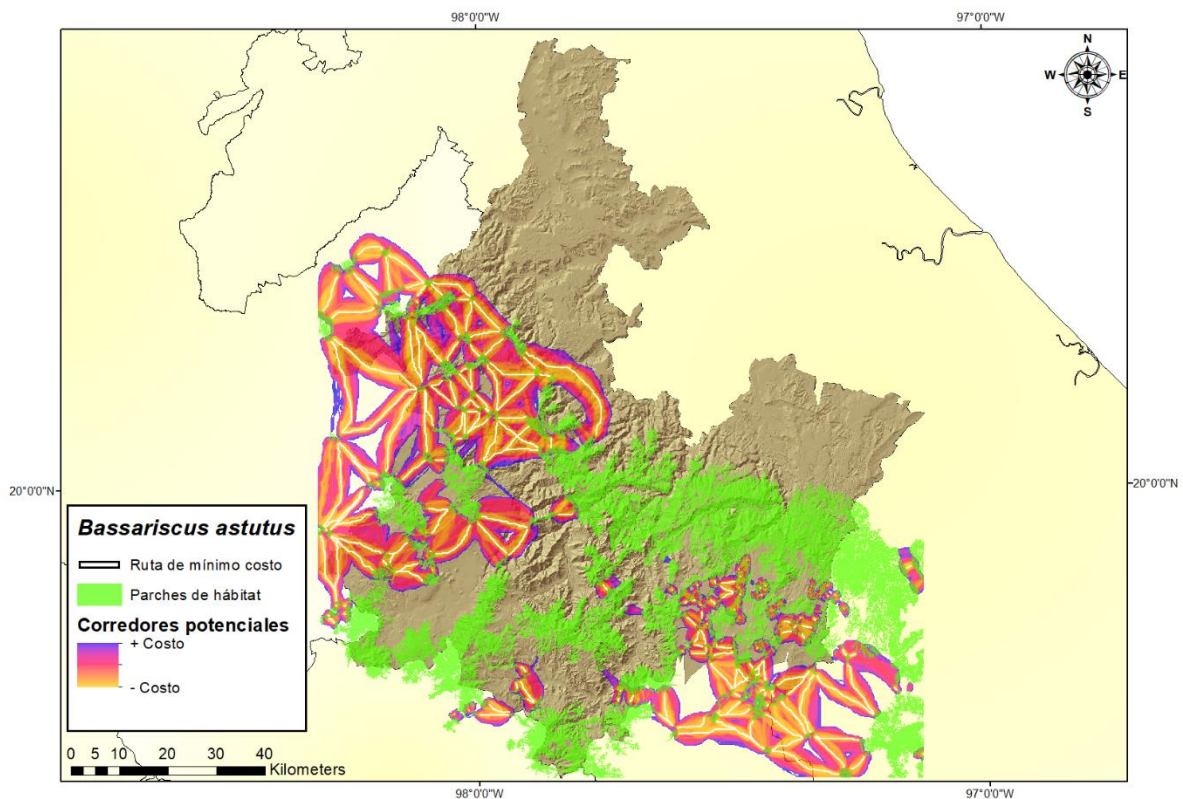 98°0'0"W
97°0'0"W
N
W
E
S
20°0'0"N
20°0'0"N
Bassariscus astutus
Ruta de mínimo costo
Parches de hábitat
Corredores potenciales
+ Costo
- Costo
0 5 10 20 30 40
Kilometers
98°0'0"W
97°0'0"W